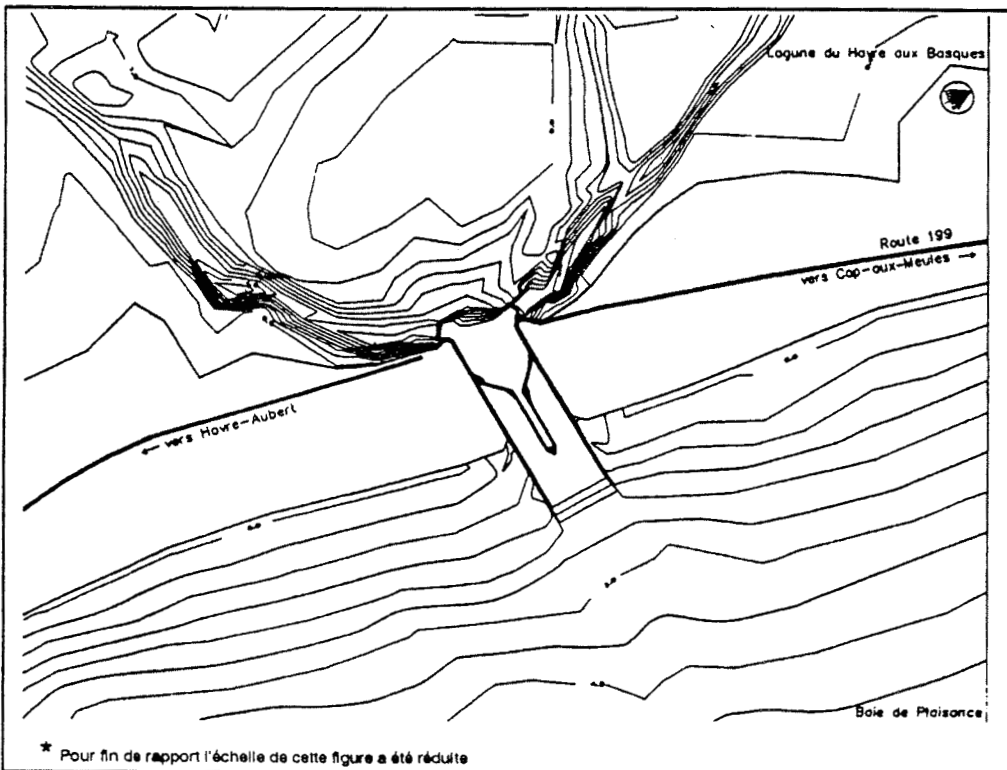 Lagune du Havre aux Basques
Route 199
vers Cap-aux-Meules →
← vers Havre-Aubert
Baie de Plaisance
* Pour fin de rapport l'échelle de cette figure a été réduite